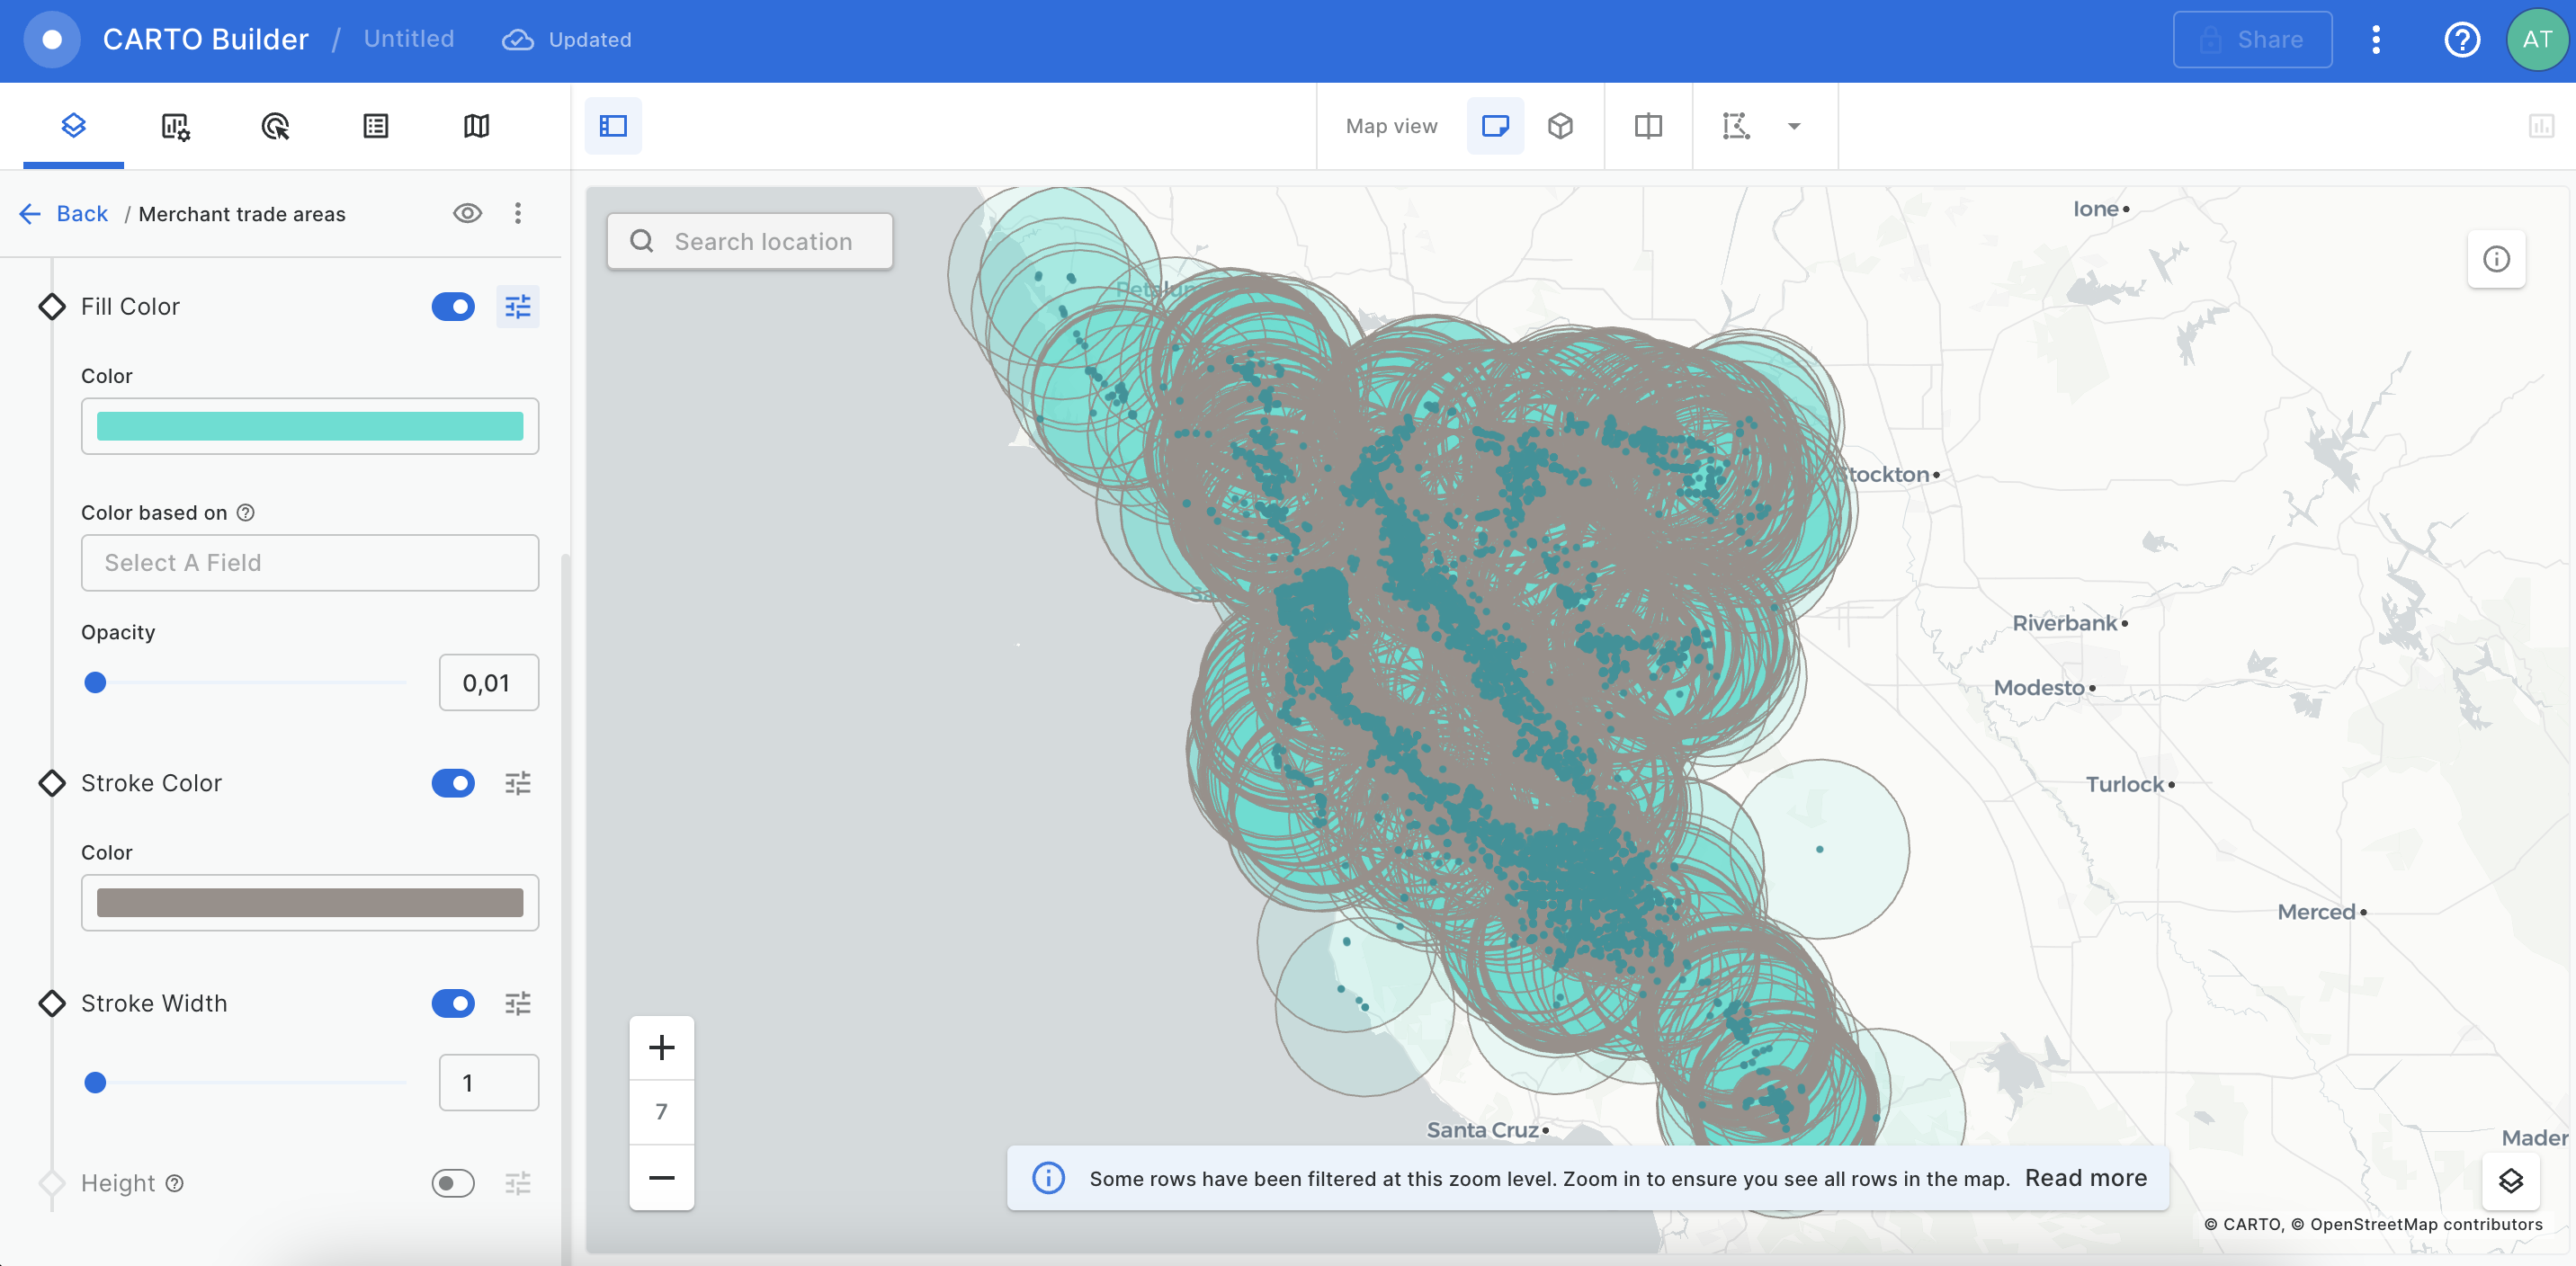 CARTO Builder / Untitled Updated Share AT
Map view
Back / Merchant trade areas
Search location
Fill Color
Color
Color based on
Select A Field
Opacity
0,01
Stroke Color
Color
Stroke Width
1
Height
Ione
Petalum
Stockton
Riverbank
Modesto
Turlock
Merced
Santa Cruz
Mader
+
7
−
Some rows have been filtered at this zoom level. Zoom in to ensure you see all rows in the map. Read more
© CARTO, © OpenStreetMap contributors